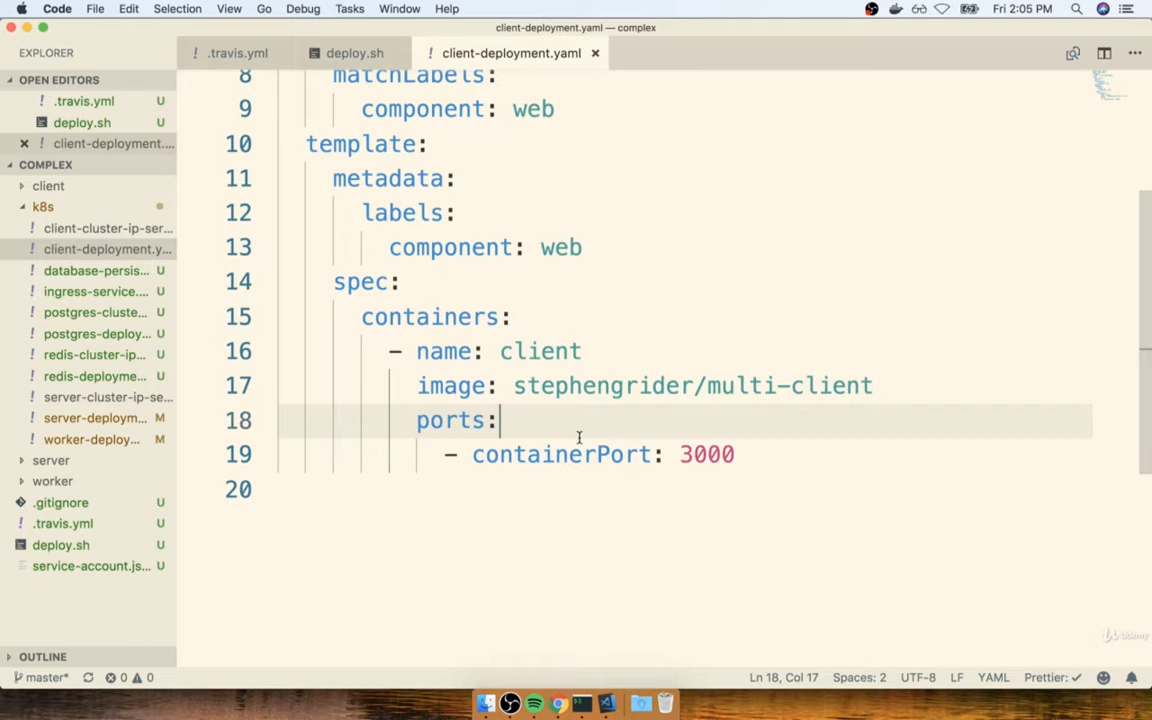 Code File Edit Selection View Go Debug Tasks Window Help Fri 2:05 PM
client-deployment.yaml — complex
EXPLORER
.travis.yml deploy.sh client-deployment.yaml
OPEN EDITORS
.travis.yml U
deploy.sh U
client-deployment....
COMPLEX
client
k8s
client-cluster-ip-ser...
client-deployment.y...
database-persis... U
ingress-service.... U
postgres-cluste... U
postgres-deploy... U
redis-cluster-ip... U
redis-deployme... U
server-cluster-ip-se...
server-deploym... M
worker-deploy... M
server
worker
.gitignore U
.travis.yml U
deploy.sh U
service-account.js... U
OUTLINE
8 matchLabels:
9 component: web
10 template:
11 metadata:
12 labels:
13 component: web
14 spec:
15 containers:
16 - name: client
17 image: stephengrider/multi-client
18 ports:
19 - containerPort: 3000
20
Udemy
master* 0 0 Ln 18, Col 17 Spaces: 2 UTF-8 LF YAML Prettier: ✓